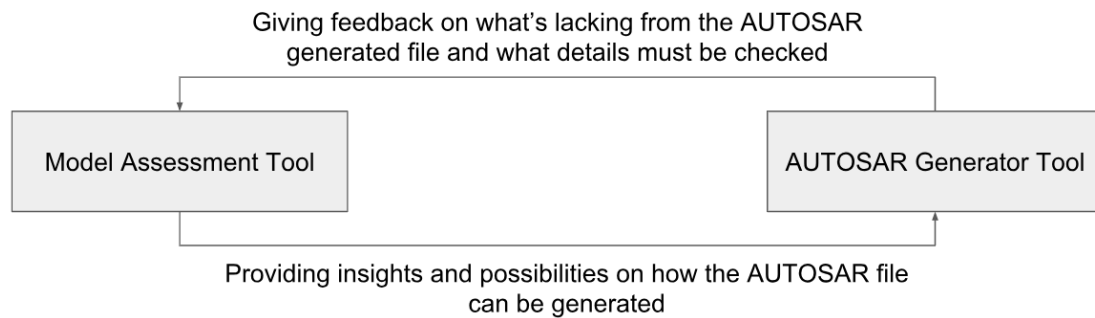 Giving feedback on what’s lacking from the AUTOSAR
generated file and what details must be checked
Model Assessment Tool
AUTOSAR Generator Tool
Providing insights and possibilities on how the AUTOSAR file
can be generated